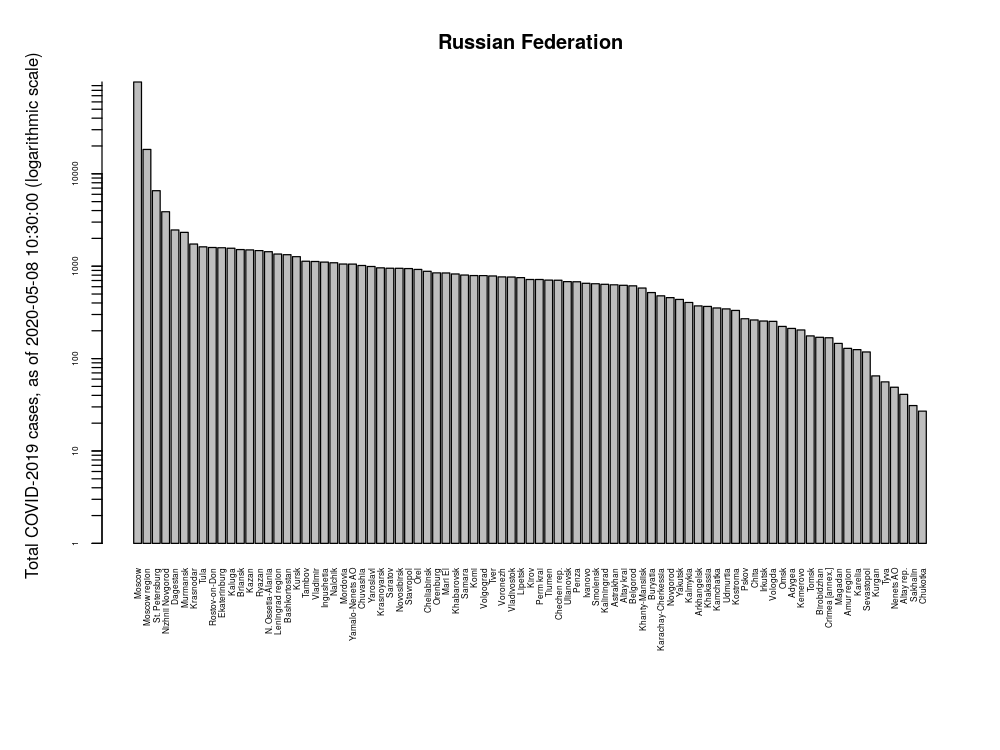 Russian Federation
Total COVID-2019 cases, as of 2020-05-08 10:30:00 (logarithmic scale)
10000
1000
100
10
1
Moscow
Moscow region
St. Petersburg
Nizhnii Novgorod
Dagestan
Murmansk
Krasnodar
Tula
Rostov-on-Don
Ekaterinburg
Kaluga
Briansk
Kazan
Ryazan
N. Ossetia-Alania
Leningrad region
Bashkortostan
Kursk
Tambov
Vladimir
Ingushetia
Nalchik
Mordovia
Yamalo-Nenets AO
Chuvashia
Yaroslavl
Krasnoyarsk
Saratov
Novosibirsk
Stavropol
Orel
Cheliabinsk
Orenburg
Marii El
Khabarovsk
Samara
Komi
Volgograd
Tver
Voronezh
Vladivostok
Lipetsk
Kirov
Perm krai
Tiumen
Chechen rep.
Ulianovsk
Penza
Ivanovo
Smolensk
Kaliningrad
Astrakhan
Altay krai
Belgorod
Khanty-Mansiisk
Buryatia
Karachay-Cherkessia
Novgorod
Yakutsk
Kalmykia
Arkhangelsk
Khakassia
Kamchatka
Udmurtia
Kostroma
Pskov
Chita
Irkutsk
Vologda
Omsk
Adygea
Kemerovo
Tomsk
Birobidzhan
Crimea [annex.]
Magadan
Amur region
Karelia
Sevastopol
Kurgan
Tyva
Nenets AO
Altay rep.
Sakhalin
Chukotka